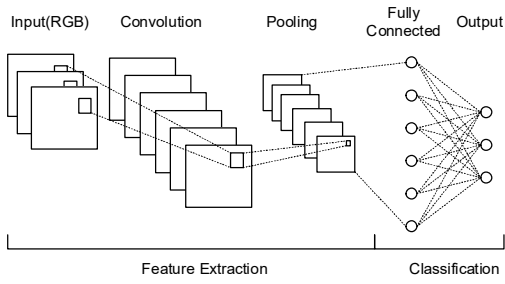 Input(RGB)
Convolution
Pooling
Fully
Connected
Output
Feature Extraction
Classification